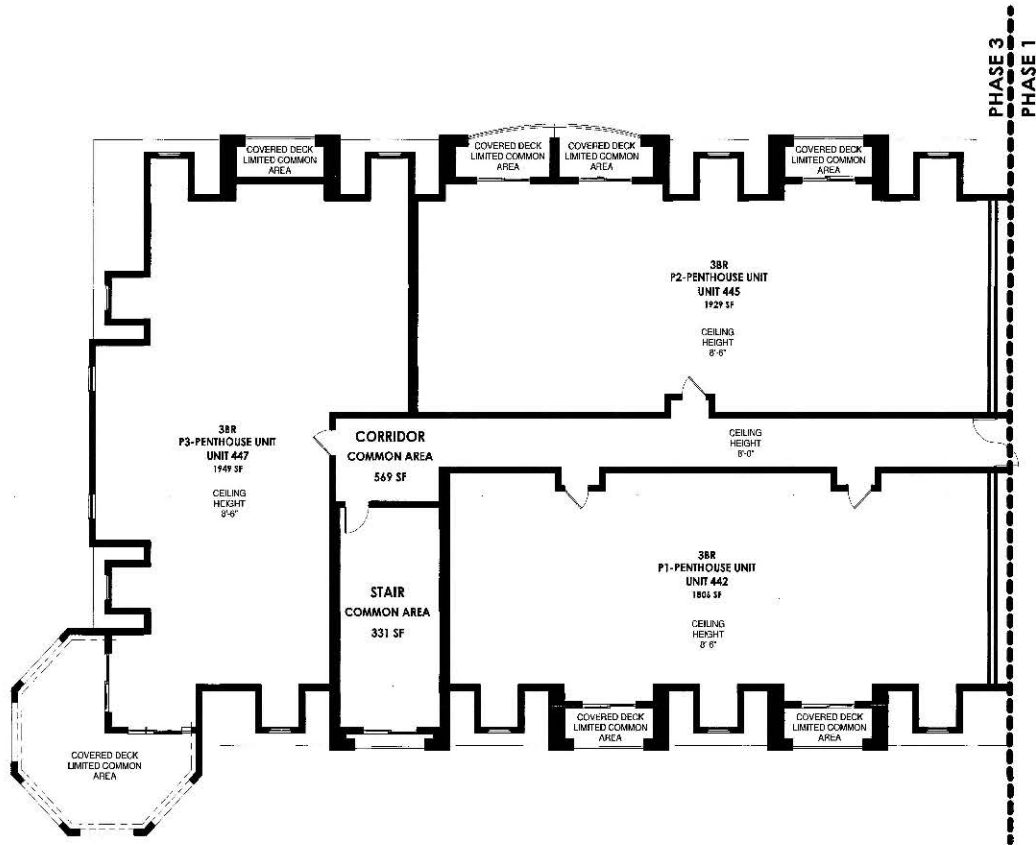 PHASE 3
PHASE 1
COVERED DECK
LIMITED COMMON
AREA
COVERED DECK
LIMITED COMMON
AREA
COVERED DECK
LIMITED COMMON
AREA
COVERED DECK
LIMITED COMMON
AREA
3BR
P2-PENTHOUSE UNIT
UNIT 445
1929 SF
CEILING
HEIGHT
8'-6"
3BR
P3-PENTHOUSE UNIT
UNIT 447
1949 SF
CEILING
HEIGHT
8'-6"
CORRIDOR
COMMON AREA
569 SF
CEILING
HEIGHT
8'-0"
STAIR
COMMON AREA
331 SF
3BR
P1-PENTHOUSE UNIT
UNIT 442
1806 SF
CEILING
HEIGHT
8'6"
COVERED DECK
LIMITED COMMON
AREA
COVERED DECK
LIMITED COMMON
AREA
COVERED DECK
LIMITED COMMON
AREA